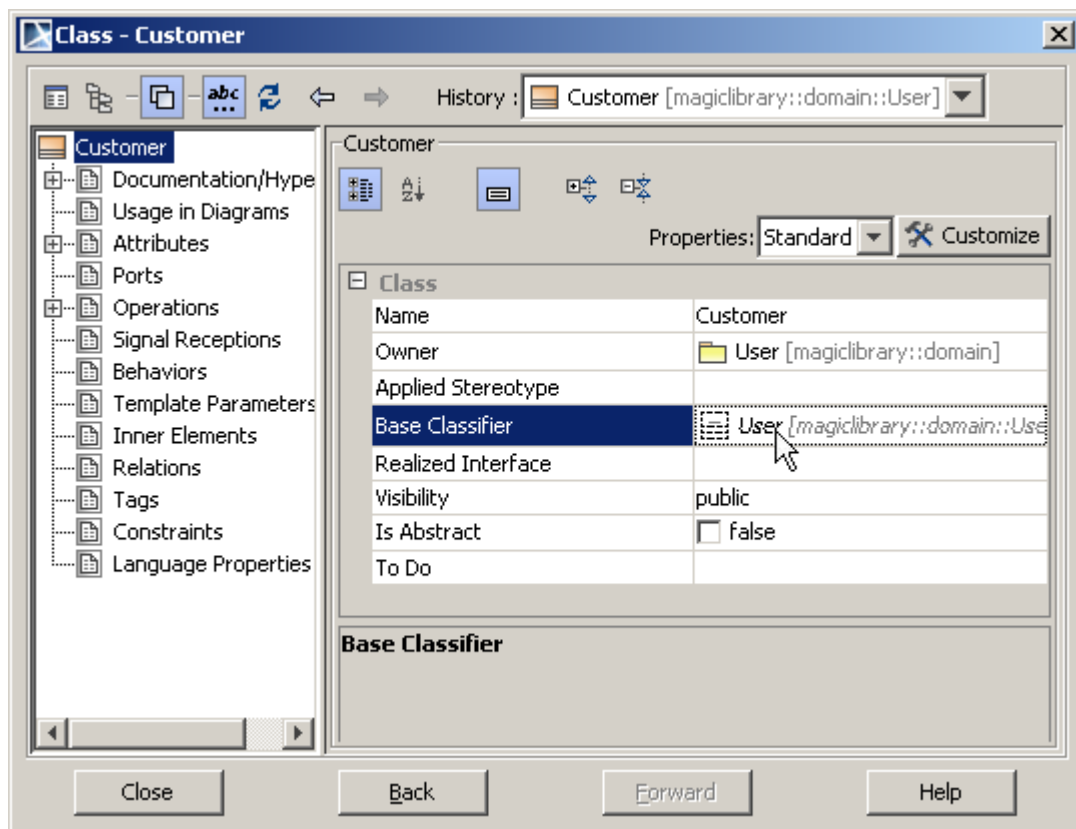 Class - Customer
abc
History : Customer [magiclibrary::domain::User]
Customer
Documentation/Hype
Usage in Diagrams
Attributes
Ports
Operations
Signal Receptions
Behaviors
Template Parameters
Inner Elements
Relations
Tags
Constraints
Language Properties
Customer
A
Z
Properties: Standard Customize
Class
Name Customer
Owner User [magiclibrary::domain]
Applied Stereotype
Base Classifier User [magiclibrary::domain::Use
Realized Interface
Visibility public
Is Abstract false
To Do
Base Classifier
Close Back Forward Help